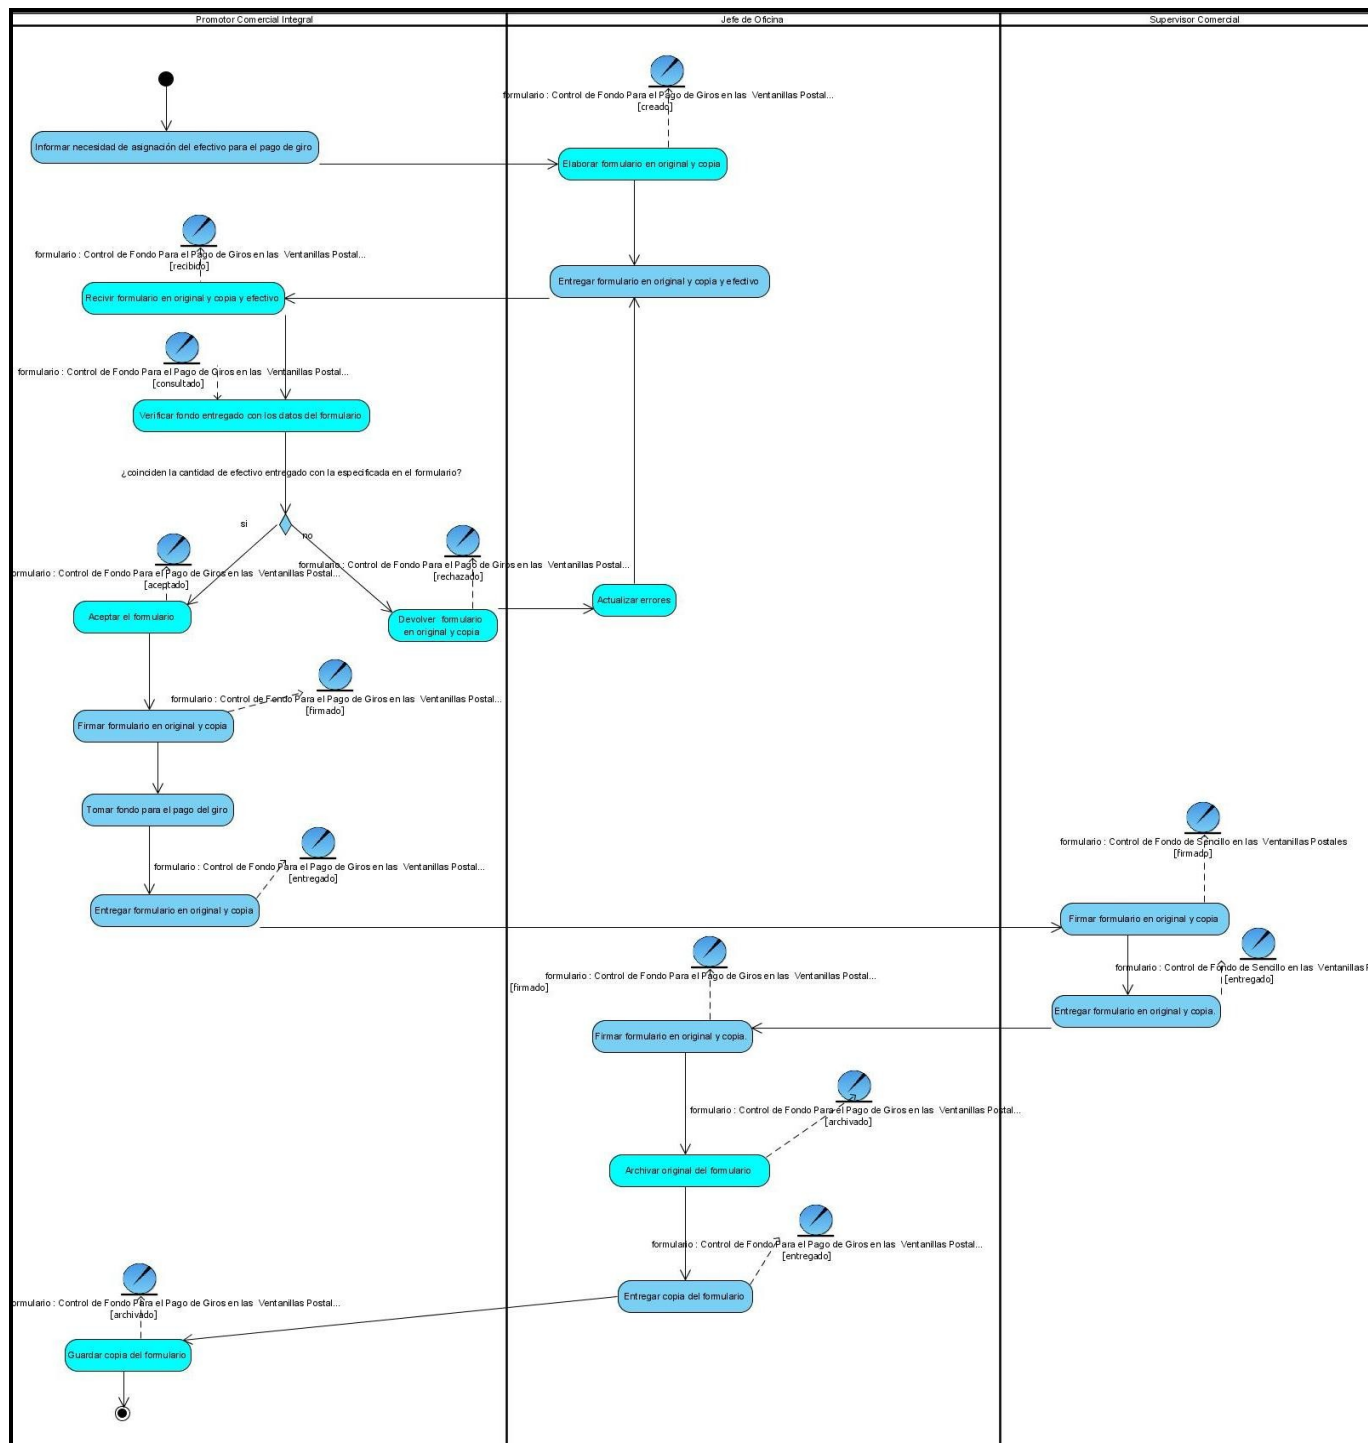 Promotor Comercial Integral
Jefe de Oficina
Supervisor Comercial
formulario : Control de Fondo Para el Pago de Giros en las Ventanillas Postal...
[creado]
Informar necesidad de asignación del efectivo para el pago de giro
Elaborar formulario en original y copia
formulario : Control de Fondo Para el Pago de Giros en las Ventanillas Postal...
[recibido]
Entregar formulario en original y copia y efectivo
Recivir formulario en original y copia y efectivo
formulario : Control de Fondo Para el Pago de Giros en las Ventanillas Postal...
[consultado]
Verificar fondo entregado con los datos del formulario
¿coinciden la cantidad de efectivo entregado con la especificada en el formulario?
si
no
formulario : Control de Fondo Para el Pago de Giros en las Ventanillas Postal...
[rechazado]
ormulario : Control de Fondo Para el Pago de Giros en las Ventanillas Postal...
[aceptado]
Actualizar errores
Aceptar el formulario
Devolver formulario
en original y copia
formulario : Control de Fondo Para el Pago de Giros en las Ventanillas Postal...
[firmado]
Firmar formulario en original y copia
Tomar fondo para el pago del giro
formulario : Control de Fondo de Sencillo en las Ventanillas Postales
[firmado]
formulario : Control de Fondo Para el Pago de Giros en las Ventanillas Postal...
[entregado]
Entregar formulario en original y copia
Firmar formulario en original y copia
formulario : Control de Fondo de Sencillo en las Ventanillas P
[entregado]
formulario : Control de Fondo Para el Pago de Giros en las Ventanillas Postal...
[firmado]
Entregar formulario en original y copia.
Firmar formulario en original y copia.
formulario : Control de Fondo Para el Pago de Giros en las Ventanillas Postal...
[archivado]
Archivar original del formulario
formulario : Control de Fondo Para el Pago de Giros en las Ventanillas Postal...
[entregado]
Entregar copia del formulario
ormulario : Control de Fondo Para el Pago de Giros en las Ventanillas Postal...
[archivado]
Guardar copia del formulario